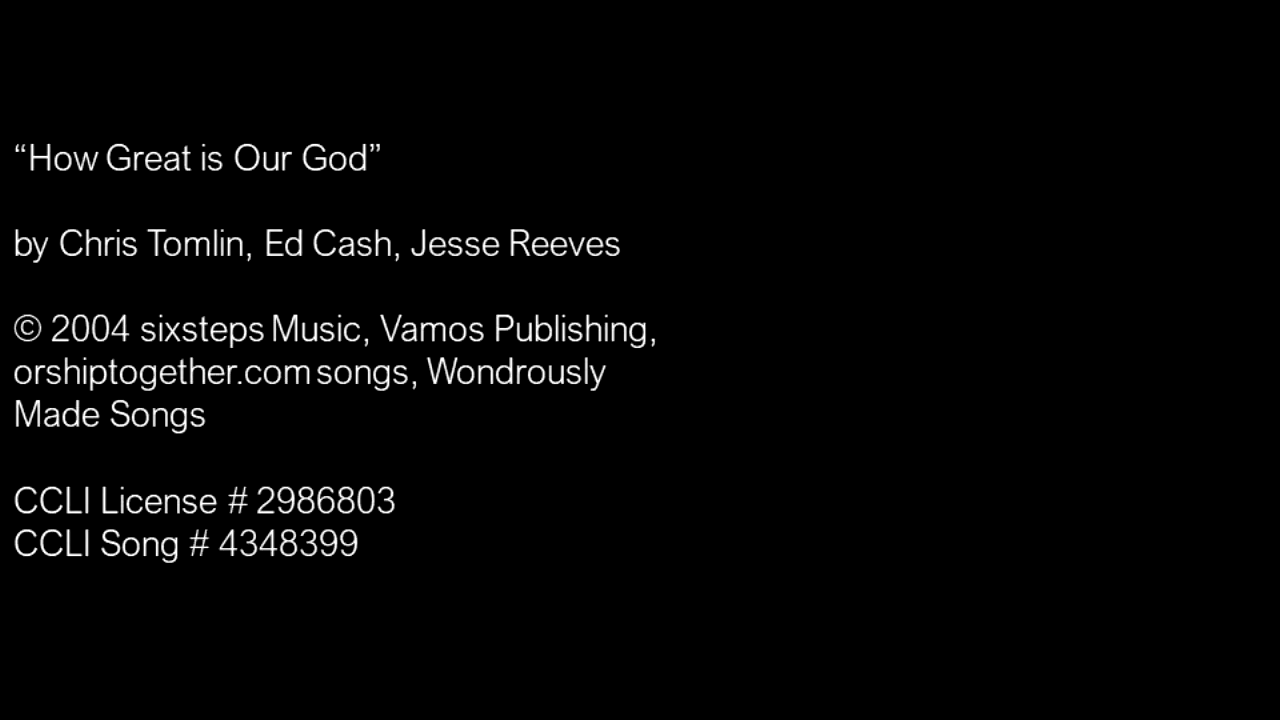 “How Great is Our God”
by Chris Tomlin, Ed Cash, Jesse Reeves
© 2004 sixsteps Music, Vamos Publishing,
orshiptogether.com songs, Wondrously
Made Songs
CCLI License # 2986803
CCLI Song # 4348399